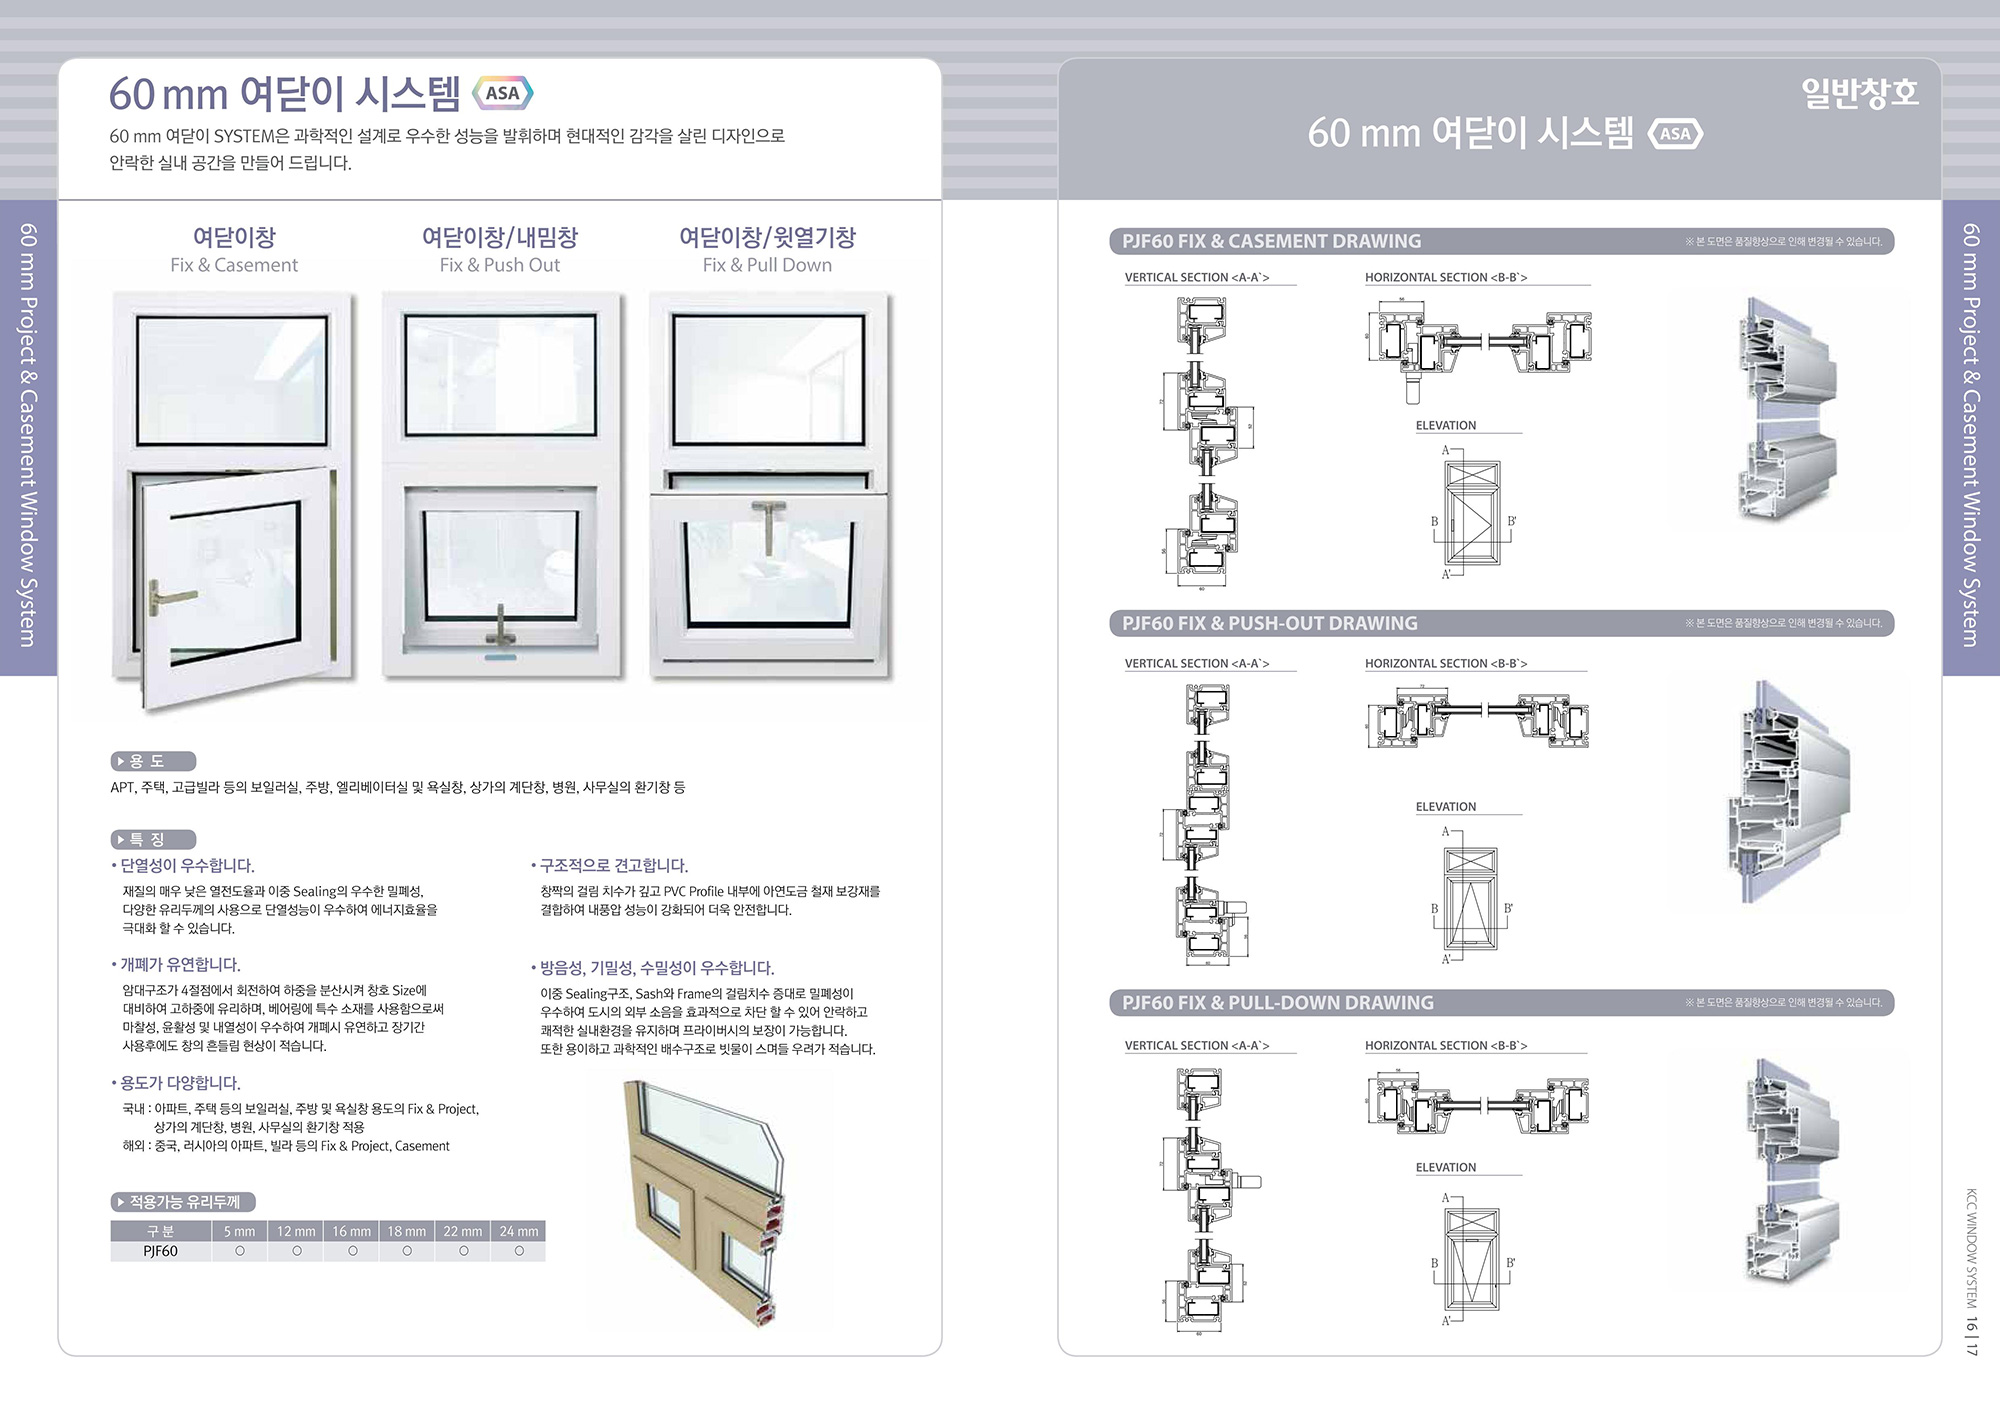 60 mm 여닫이 시스템 ASA
60 mm 여닫이 SYSTEM은 과학적인 설계로 우수한 성능을 발휘하며 현대적인 감각을 살린 디자인으로
안락한 실내 공간을 만들어 드립니다.
60 mm Project & Casement Window System
여닫이창
Fix & Casement
여닫이창/내밈창
Fix & Push Out
여닫이창/윗열기창
Fix & Pull Down
용 도
APT, 주택, 고급빌라 등의 보일러실, 주방, 엘리베이터실 및 욕실창, 상가의 계단창, 병원, 사무실의 환기창 등
특 징
• 단열성이 우수합니다.
재질의 매우 낮은 열전도율과 이중 Sealing의 우수한 밀폐성,
다양한 유리두께의 사용으로 단열성능이 우수하여 에너지효율을
극대화 할 수 있습니다.
• 개폐가 유연합니다.
암대구조가 4절점에서 회전하여 하중을 분산시켜 창호 Size에
대비하여 고하중에 유리하며, 베어링에 특수 소재를 사용함으로써
마찰성, 윤활성 및 내열성이 우수하여 개폐시 유연하고 장기간
사용후에도 창의 흔들림 현상이 적습니다.
• 용도가 다양합니다.
국내 : 아파트, 주택 등의 보일러실, 주방 및 욕실창 용도의 Fix & Project,
상가의 계단창, 병원, 사무실의 환기창 적용
해외 : 중국, 러시아의 아파트, 빌라 등의 Fix & Project, Casement
• 구조적으로 견고합니다.
창짝의 걸림 치수가 깊고 PVC Profile 내부에 아연도금 철재 보강재를
결합하여 내풍압 성능이 강화되어 더욱 안전합니다.
• 방음성, 기밀성, 수밀성이 우수합니다.
이중 Sealing구조, Sash와 Frame의 걸림치수 증대로 밀폐성이
우수하여 도시의 외부 소음을 효과적으로 차단 할 수 있어 안락하고
쾌적한 실내환경을 유지하며 프라이버시의 보장이 가능합니다.
또한 용이하고 과학적인 배수구조로 빗물이 스며들 우려가 적습니다.
적용가능 유리두께
구 분 5 mm 12 mm 16 mm 18 mm 22 mm 24 mm
PJF60 ○ ○ ○ ○ ○ ○
일반창호
60 mm 여닫이 시스템 ASA
PJF60 FIX & CASEMENT DRAWING ※ 본 도면은 품질향상으로 인해 변경될 수 있습니다.
VERTICAL SECTION <A-A`>
72
60
HORIZONTAL SECTION <B-B`>
60
ELEVATION
A
B B'
A'
PJF60 FIX & PUSH-OUT DRAWING ※ 본 도면은 품질향상으로 인해 변경될 수 있습니다.
VERTICAL SECTION <A-A`>
72
60
HORIZONTAL SECTION <B-B`>
72
60
ELEVATION
A
B B'
A'
PJF60 FIX & PULL-DOWN DRAWING ※ 본 도면은 품질향상으로 인해 변경될 수 있습니다.
VERTICAL SECTION <A-A`>
72
60
HORIZONTAL SECTION <B-B`>
60
ELEVATION
A
B B'
A'
60 mm Project & Casement Window System
KCC WINDOW SYSTEM 16 | 17